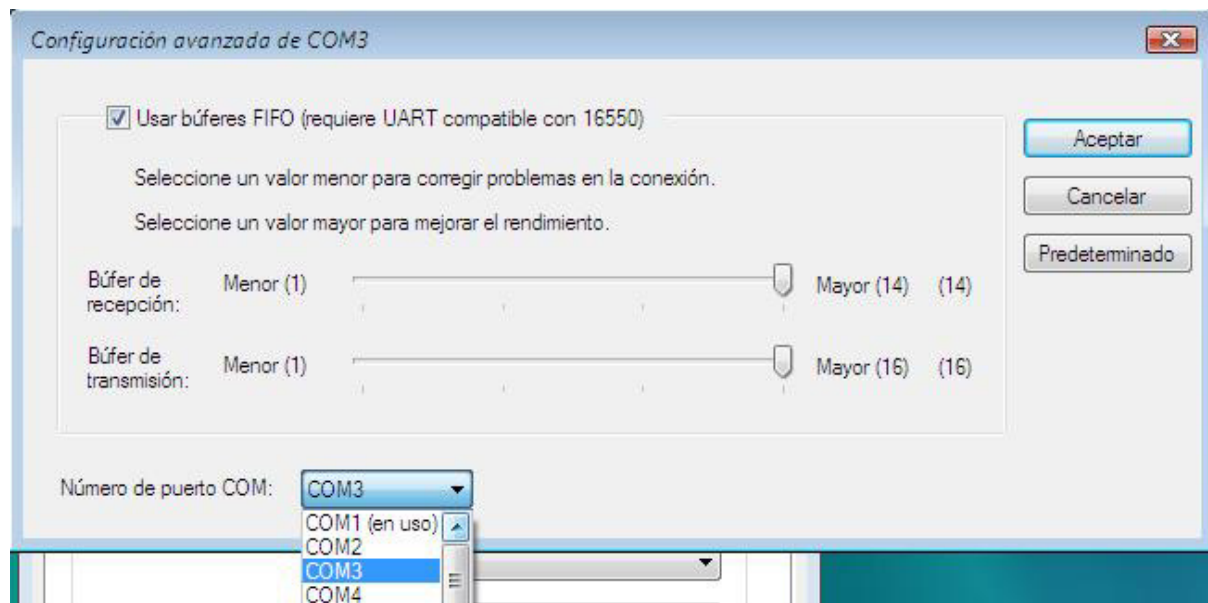 Configuración avanzada de COM3
Usar búferes FIFO (requiere UART compatible con 16550)
Seleccione un valor menor para corregir problemas en la conexión.
Seleccione un valor mayor para mejorar el rendimiento.
Búfer de
recepción:
Menor (1)
Mayor (14)
(14)
Búfer de
transmisión:
Menor (1)
Mayor (16)
(16)
Aceptar
Cancelar
Predeterminado
Número de puerto COM:
COM3
COM1 (en uso)
COM2
COM3
COM4